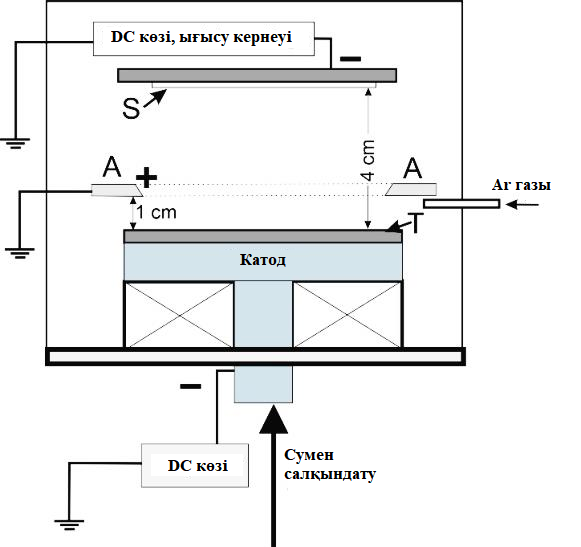 DC көзі, ығысу кернеуі
−
S
A
+
A
4 cm
Ar газы
1 cm
T
Катод
−
DC көзі
Сумен
салқындату